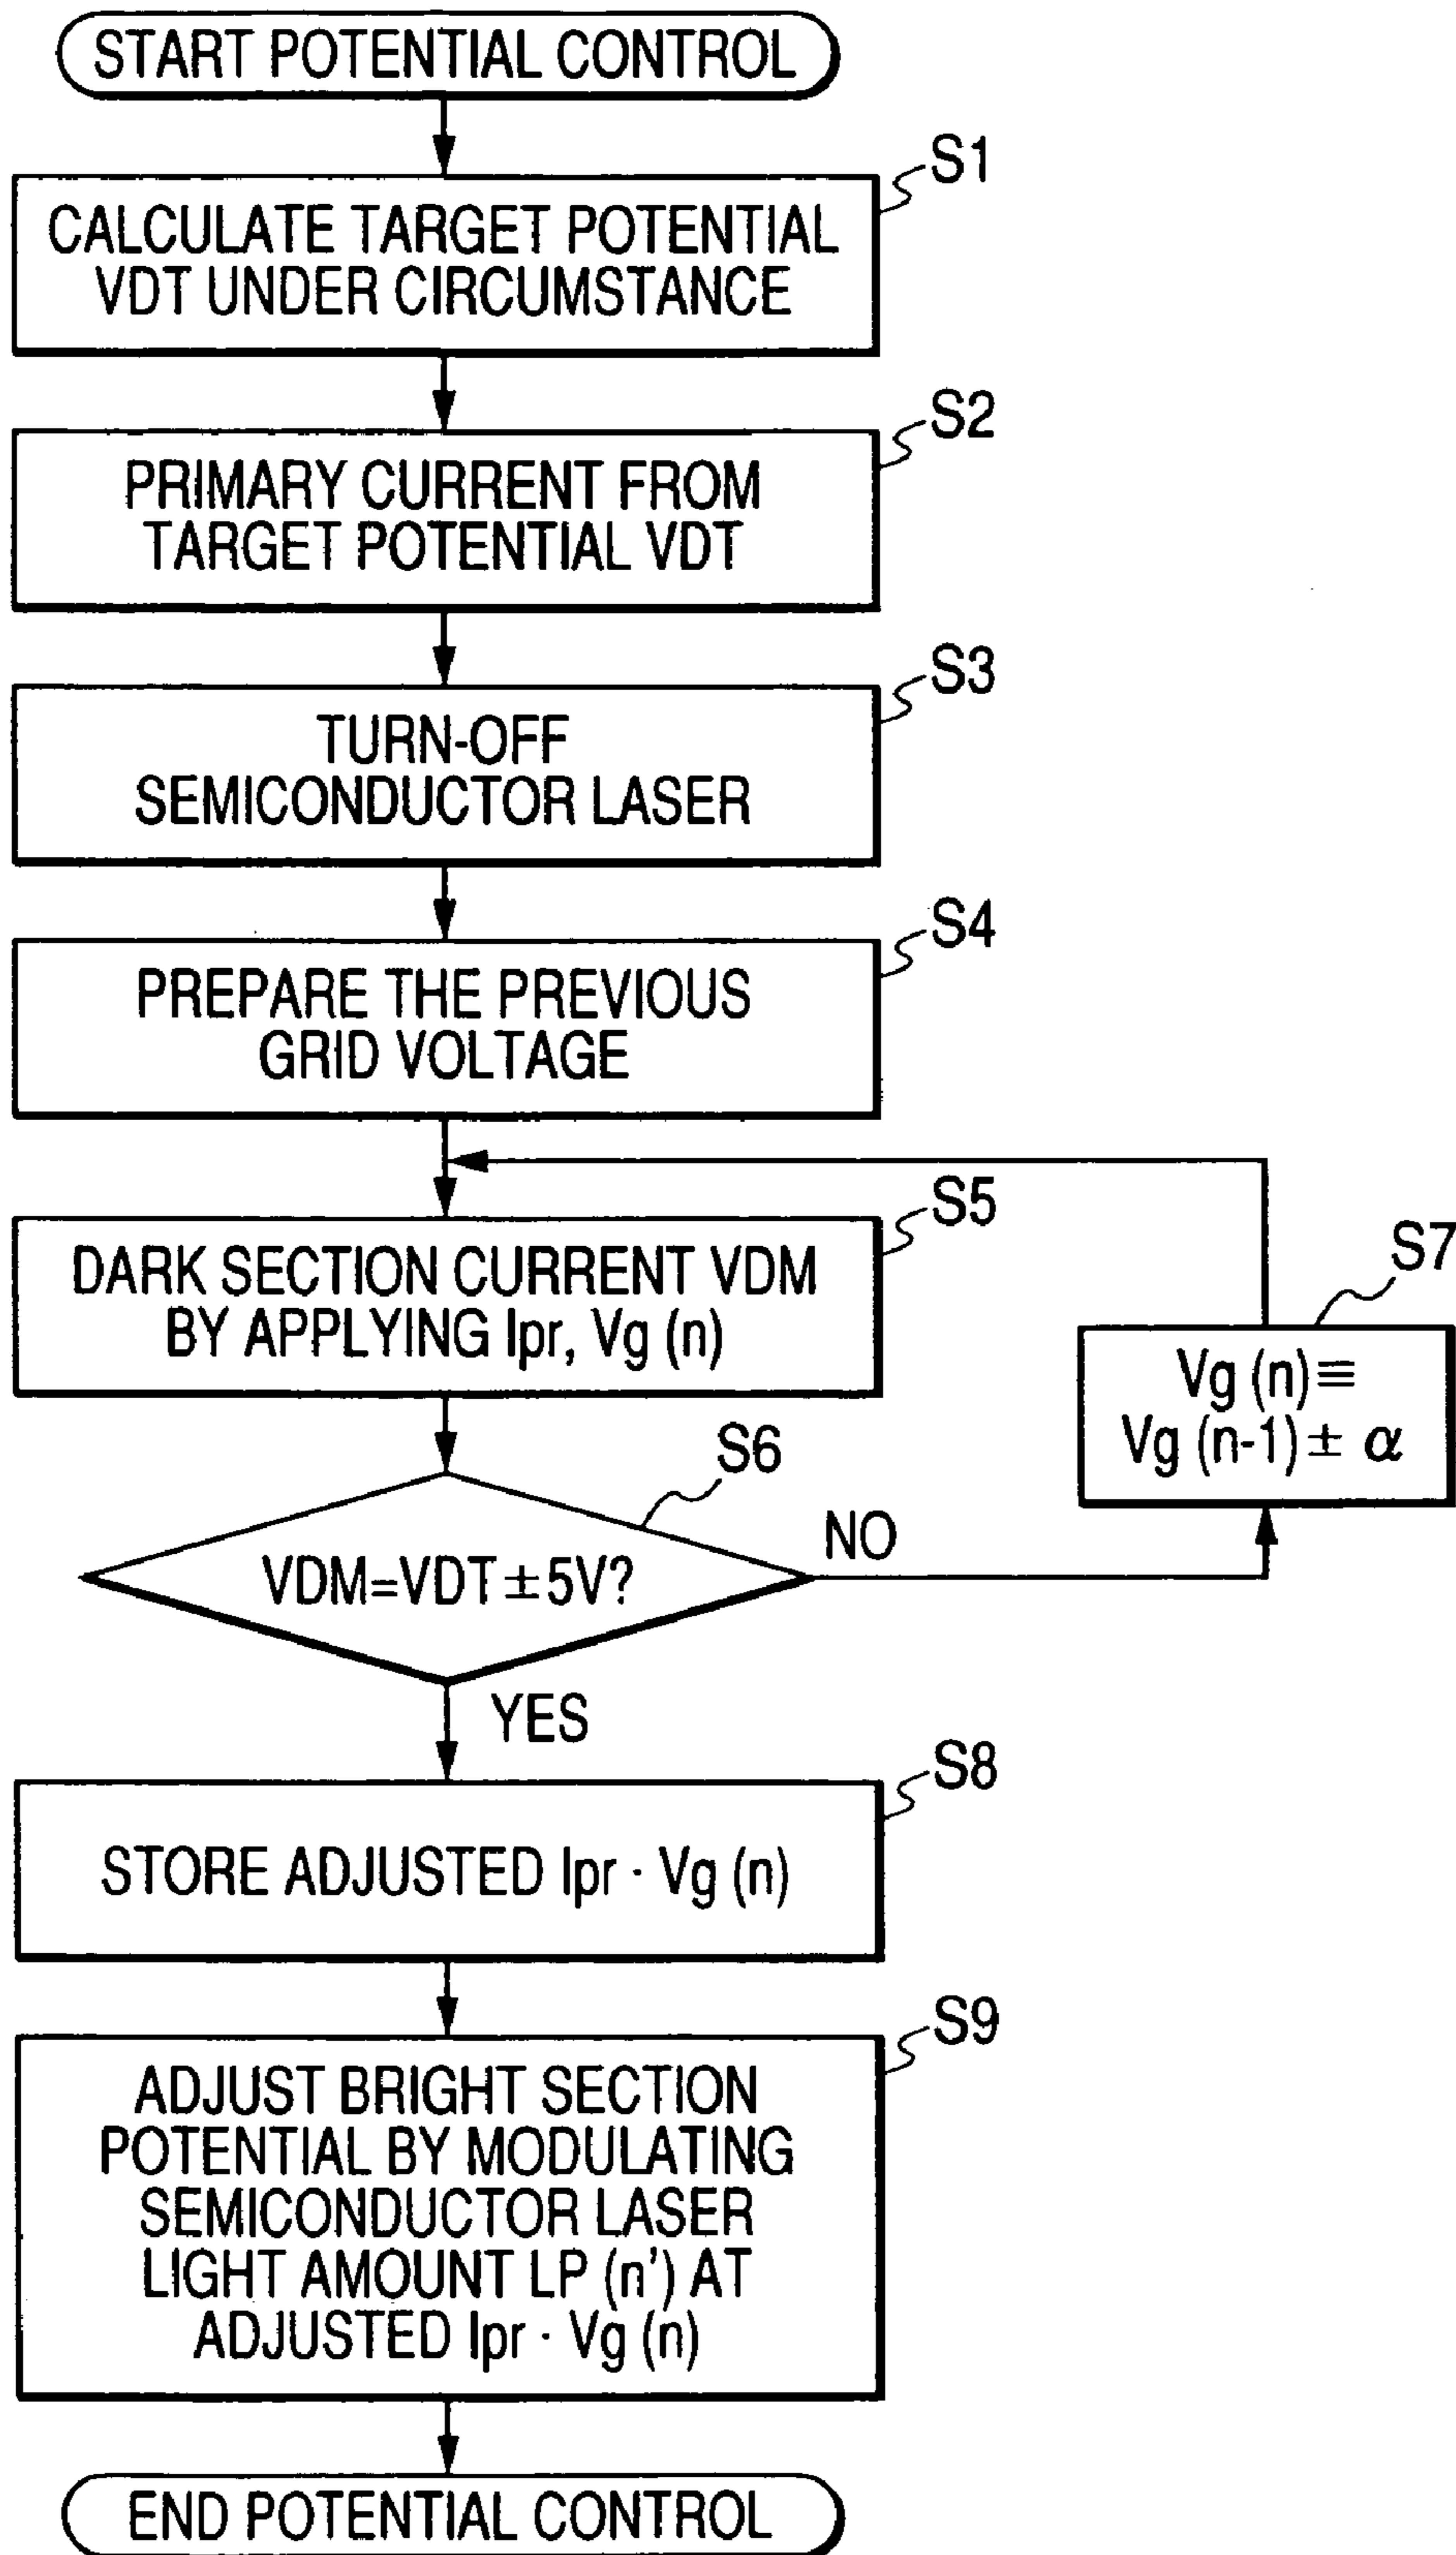 START POTENTIAL CONTROL
S1
CALCULATE TARGET POTENTIAL
VDT UNDER CIRCUMSTANCE
S2
PRIMARY CURRENT FROM
TARGET POTENTIAL VDT
S3
TURN-OFF
SEMICONDUCTOR LASER
S4
PREPARE THE PREVIOUS
GRID VOLTAGE
S5
DARK SECTION CURRENT VDM
BY APPLYING Ipr, Vg (n)
S7
Vg (n) ≡
Vg (n-1) ± α
S6
VDM=VDT ± 5V?
NO
YES
S8
STORE ADJUSTED Ipr · Vg (n)
S9
ADJUST BRIGHT SECTION
POTENTIAL BY MODULATING
SEMICONDUCTOR LASER
LIGHT AMOUNT LP (n') AT
ADJUSTED Ipr · Vg (n)
END POTENTIAL CONTROL